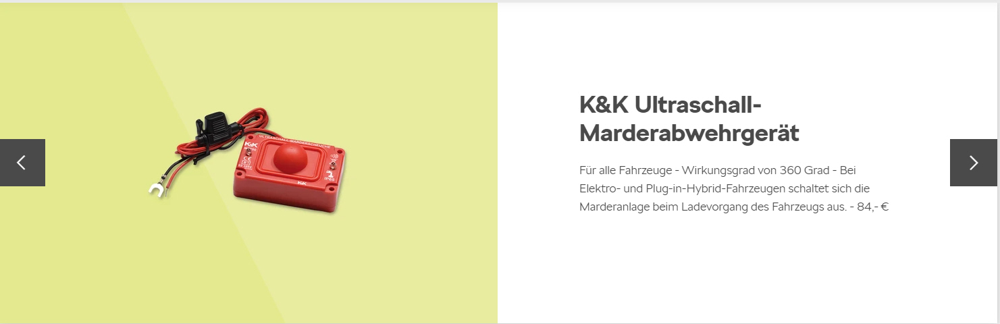 K&K Ultraschall-
Marderabwehrgerät
Für alle Fahrzeuge - Wirkungsgrad von 360 Grad - Bei
Elektro- und Plug-in-Hybrid-Fahrzeugen schaltet sich die
Marderanlage beim Ladevorgang des Fahrzeugs aus. - 84,- €
ULTRASCHALL-MARDERSCHEUCHE
K&K
IP65
K&K